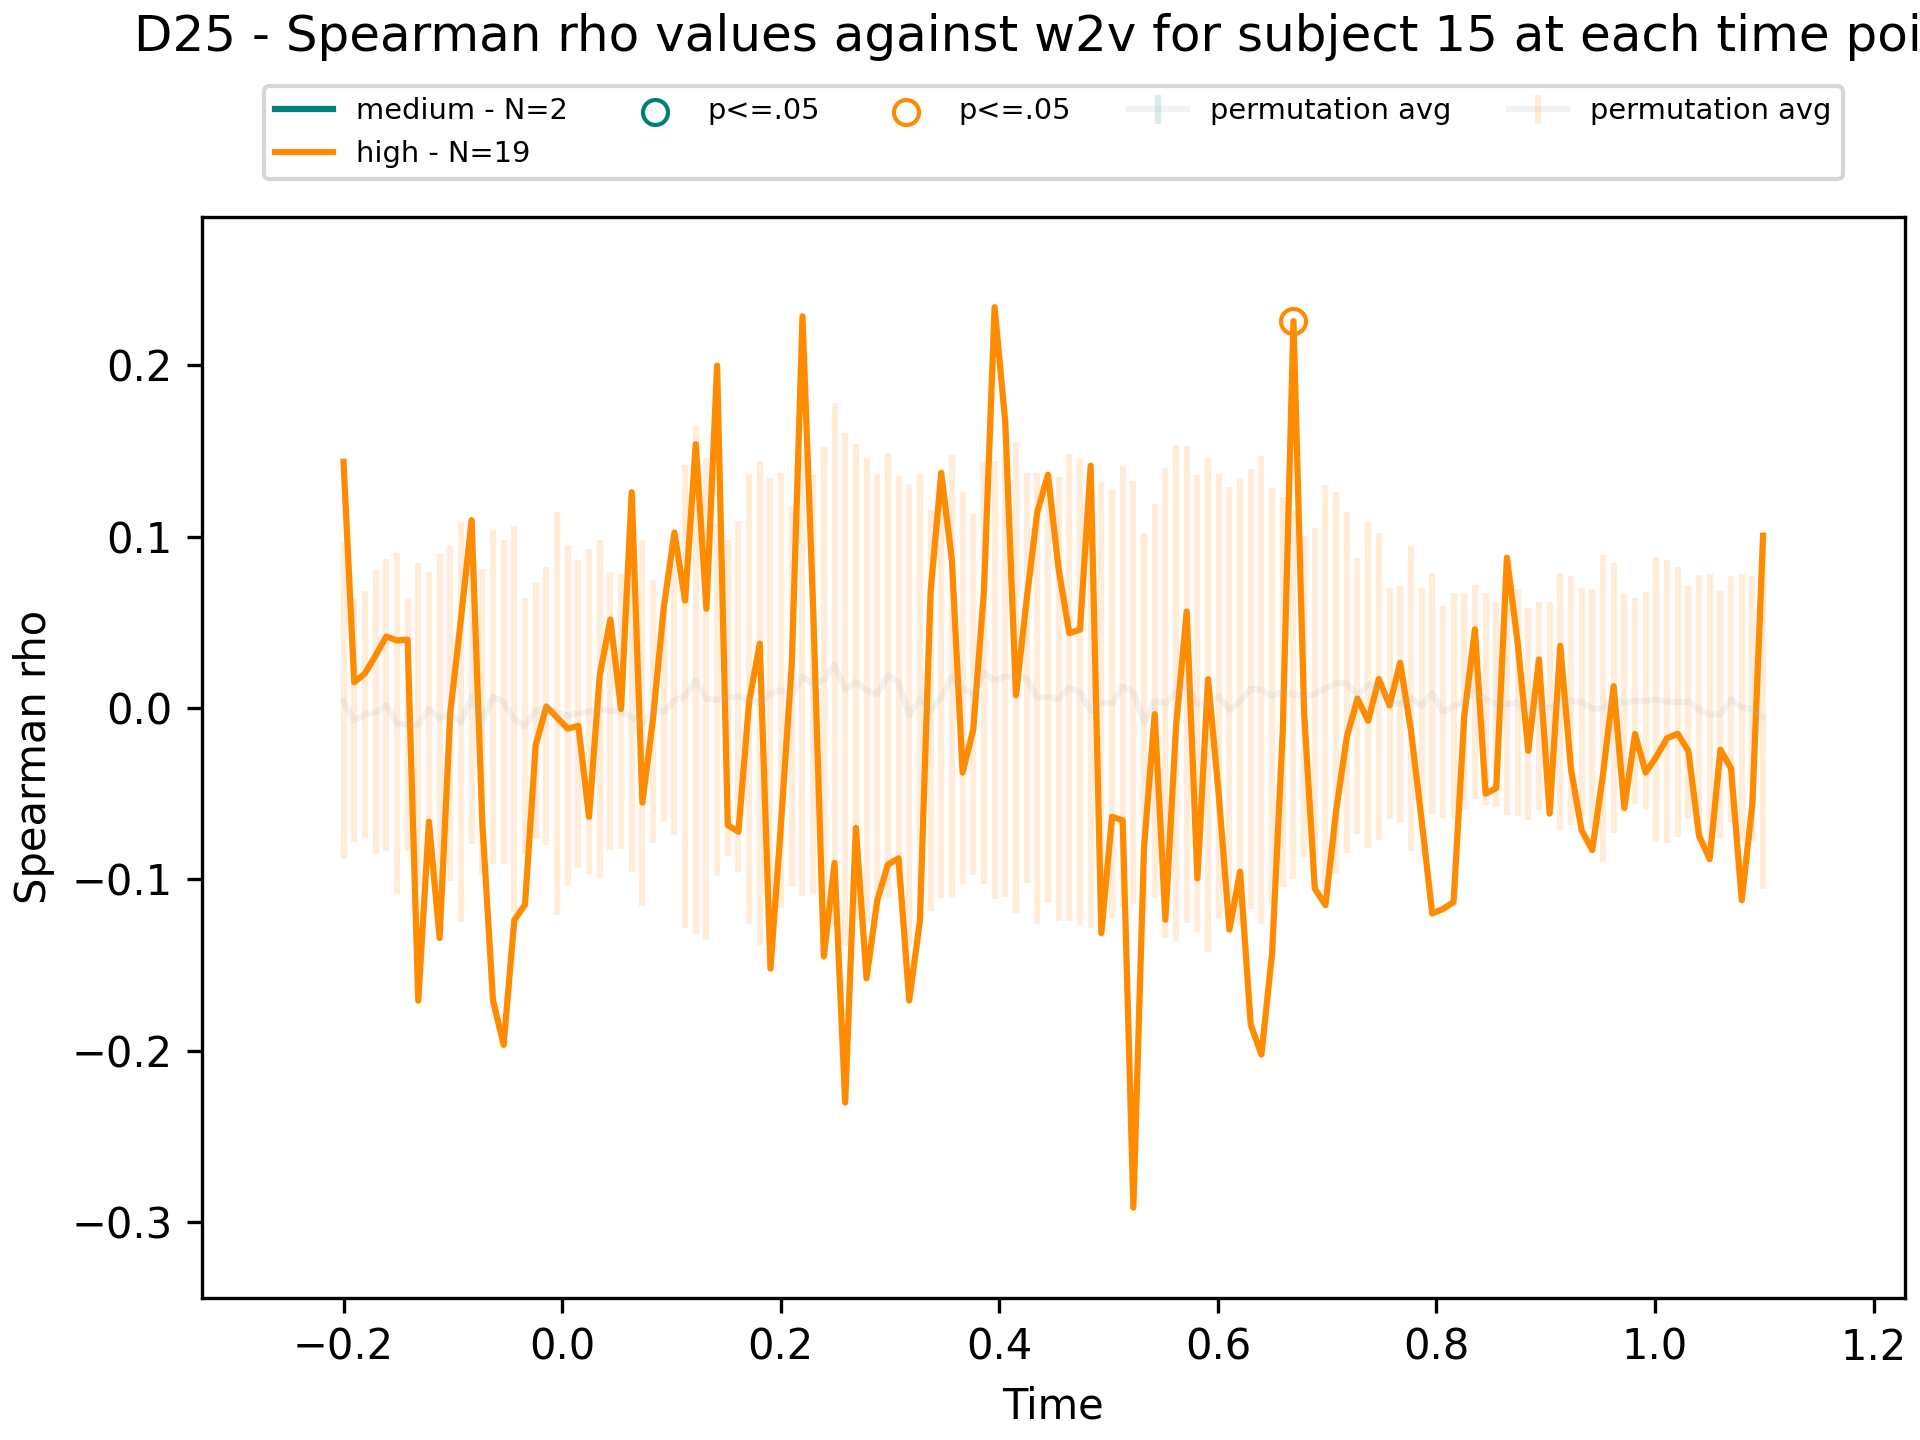 D25 - Spearman rho values against w2v for subject 15 at each time poi
medium - N=2
high - N=19
p<=.05
p<=.05
permutation avg
permutation avg
Spearman rho
0.2
0.1
0.0
−0.1
−0.2
−0.3
−0.2
0.0
0.2
0.4
0.6
0.8
1.0
1.2
Time